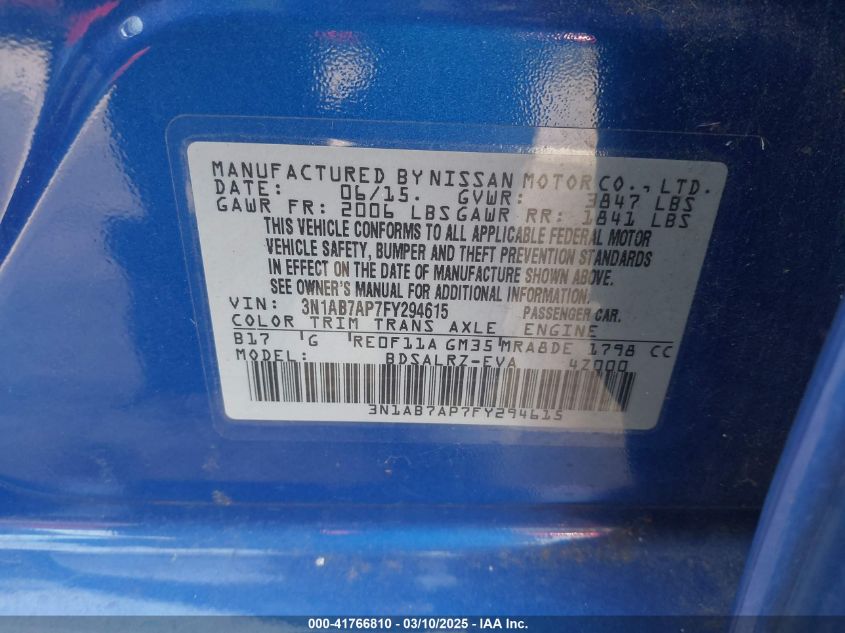 MANUFACTURED BY NISSAN MOTOR CO., LTD.
DATE: 06/15. GVWR: 3847 LBS
GAWR FR: 2006 LBS GAWR RR: 1841 LBS
THIS VEHICLE CONFORMS TO ALL APPLICABLE FEDERAL MOTOR
VEHICLE SAFETY, BUMPER AND THEFT PREVENTION STANDARDS
IN EFFECT ON THE DATE OF MANUFACTURE SHOWN ABOVE.
SEE OWNER'S MANUAL FOR ADDITIONAL INFORMATION.
VIN: 3N1AB7AP7FY294615 PASSENGER CAR.
COLOR TRIM TRANS AXLE ENGINE
B17 G RE0F11A GM35 MRA8DE 1798 CC
MODEL: BDSALRZ-EVA 4Z000
3N1AB7AP7FY294615
000-41766810 - 03/10/2025 - IAA, Inc.